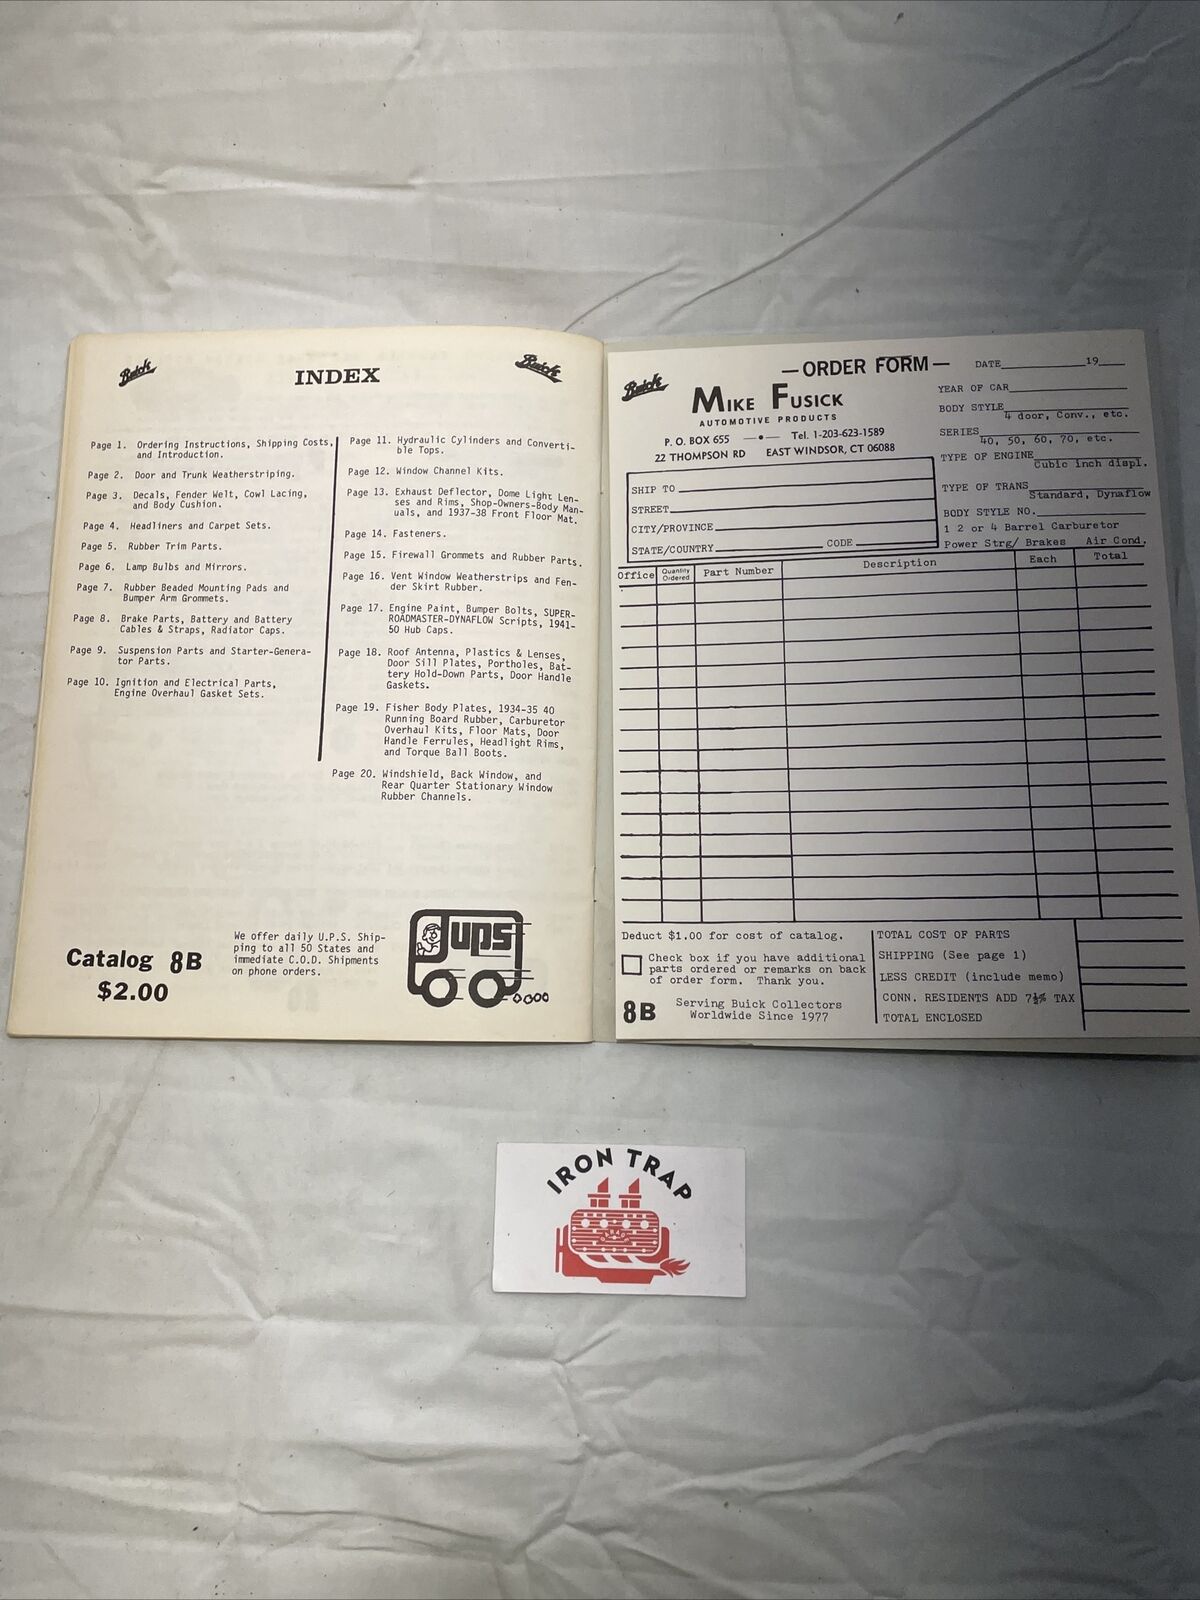 Buick
Buick
INDEX
Page 1. Ordering Instructions, Shipping Costs,
and Introduction.
Page 2. Door and Trunk Weatherstriping.
Page 3. Decals, Fender Welt, Cowl Lacing,
and Body Cushion.
Page 4. Headliners and Carpet Sets.
Page 5. Rubber Trim Parts.
Page 6. Lamp Bulbs and Mirrors.
Page 7. Rubber Beaded Mounting Pads and
Bumper Arm Grommets.
Page 8. Brake Parts, Battery and Battery
Cables & Straps, Radiator Caps.
Page 9. Suspension Parts and Starter-Genera-
tor Parts.
Page 10. Ignition and Electrical Parts,
Engine Overhaul Gasket Sets.
Page 11. Hydraulic Cylinders and Converti-
ble Tops.
Page 12. Window Channel Kits.
Page 13. Exhaust Deflector, Dome Light Len-
ses and Rims, Shop-Owners-Body Man-
uals, and 1937-38 Front Floor Mat.
Page 14. Fasteners.
Page 15. Firewall Grommets and Rubber Parts.
Page 16. Vent Window Weatherstrips and Fen-
der Skirt Rubber.
Page 17. Engine Paint, Bumper Bolts, SUPER-
ROADMASTER-DYNAFLOW Scripts, 1941-
50 Hub Caps.
Page 18. Roof Antenna, Plastics & Lenses,
Door Sill Plates, Portholes, Bat-
tery Hold-Down Parts, Door Handle
Gaskets.
Page 19. Fisher Body Plates, 1934-35 40
Running Board Rubber, Carburetor
Overhaul Kits, Floor Mats, Door
Handle Ferrules, Headlight Rims,
and Torque Ball Boots.
Page 20. Windshield, Back Window, and
Rear Quarter Stationary Window
Rubber Channels.
Catalog 8B
$2.00
We offer daily U.P.S. Ship-
ping to all 50 States and
immediate C.O.D. Shipments
on phone orders.
ups
Buick
—ORDER FORM—
MIKE FUSICK
AUTOMOTIVE PRODUCTS
P. O. BOX 655 —•— Tel. 1-203-623-1589
22 THOMPSON RD EAST WINDSOR, CT 06088
DATE____________19____
YEAR OF CAR
BODY STYLE
4 door, Conv., etc.
SERIES
40, 50, 60, 70, etc.
TYPE OF ENGINE
Cubic inch displ.
TYPE OF TRANS
Standard, Dynaflow
BODY STYLE NO.
1 2 or 4 Barrel Carburetor
Power Strg/ Brakes Air Cond.
SHIP TO
STREET
CITY/PROVINCE
STATE/COUNTRY CODE
Office Quantity Ordered Part Number Description Each Total
Deduct $1.00 for cost of catalog.
Check box if you have additional
parts ordered or remarks on back
of order form. Thank you.
8B Serving Buick Collectors
Worldwide Since 1977
TOTAL COST OF PARTS
SHIPPING (See page 1)
LESS CREDIT (include memo)
CONN. RESIDENTS ADD 7½% TAX
TOTAL ENCLOSED
IRON TRAP